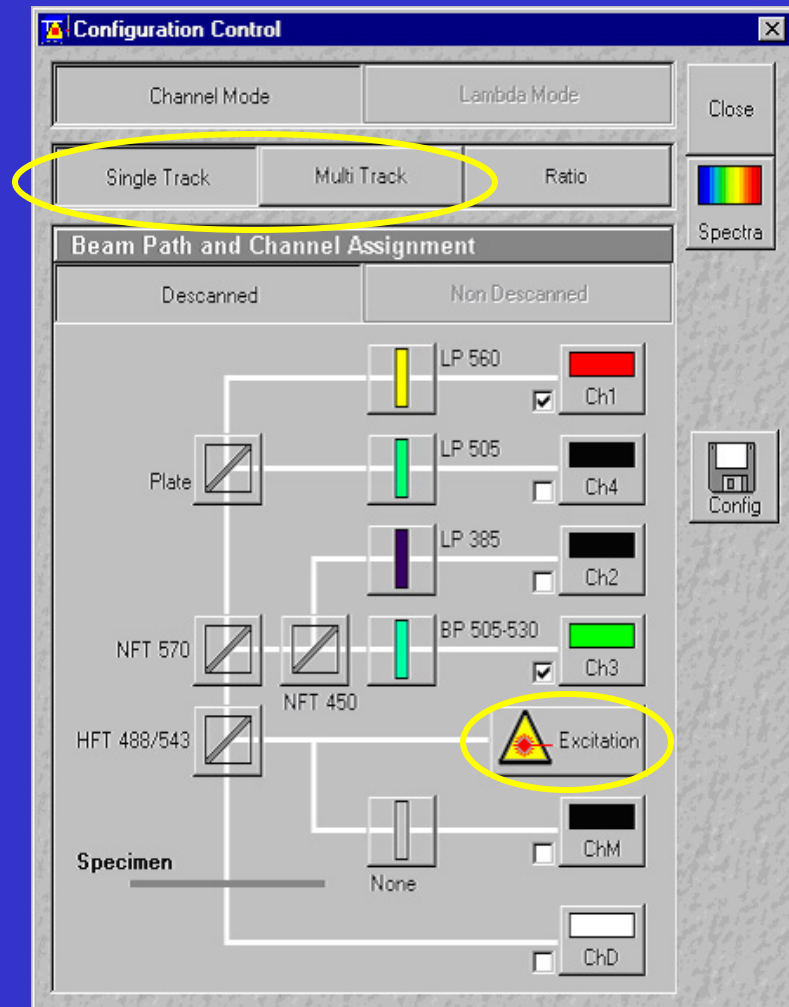 Configuration Control
Channel Mode Lambda Mode
Close
Single Track Multi Track Ratio
Spectra
Beam Path and Channel Assignment
Descanned Non Descanned
LP 560
Ch1
LP 505
Plate
Ch4
Config
LP 385
Ch2
BP 505-530
NFT 570
Ch3
NFT 450
HFT 488/543
Excitation
ChM
Specimen
None
ChD